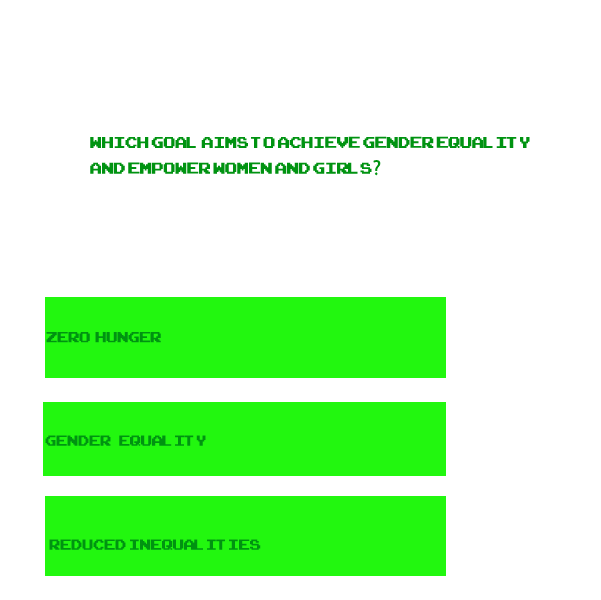 WHICH GOAL AIMS TO ACHIEVE GENDER EQUALITY
AND EMPOWER WOMEN AND GIRLS?
ZERO HUNGER
GENDER EQUALITY
REDUCED INEQUALITIES